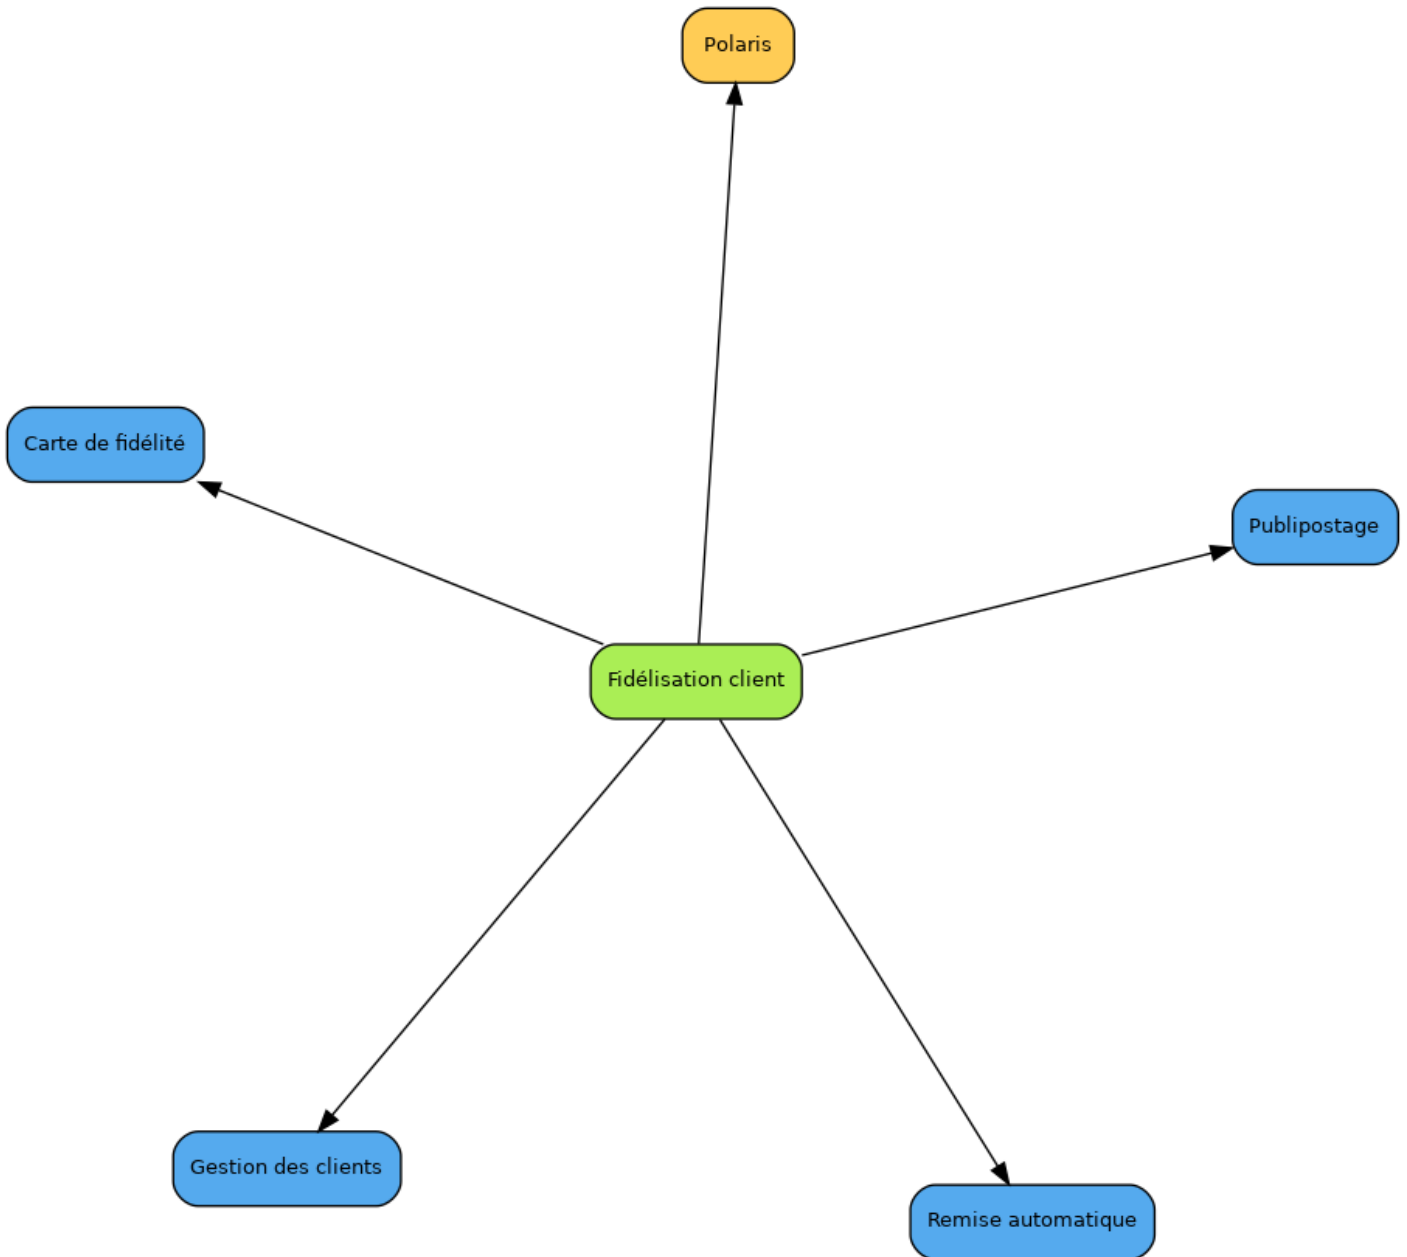 Polaris
Carte de fidélité
Publipostage
Fidélisation client
Gestion des clients
Remise automatique